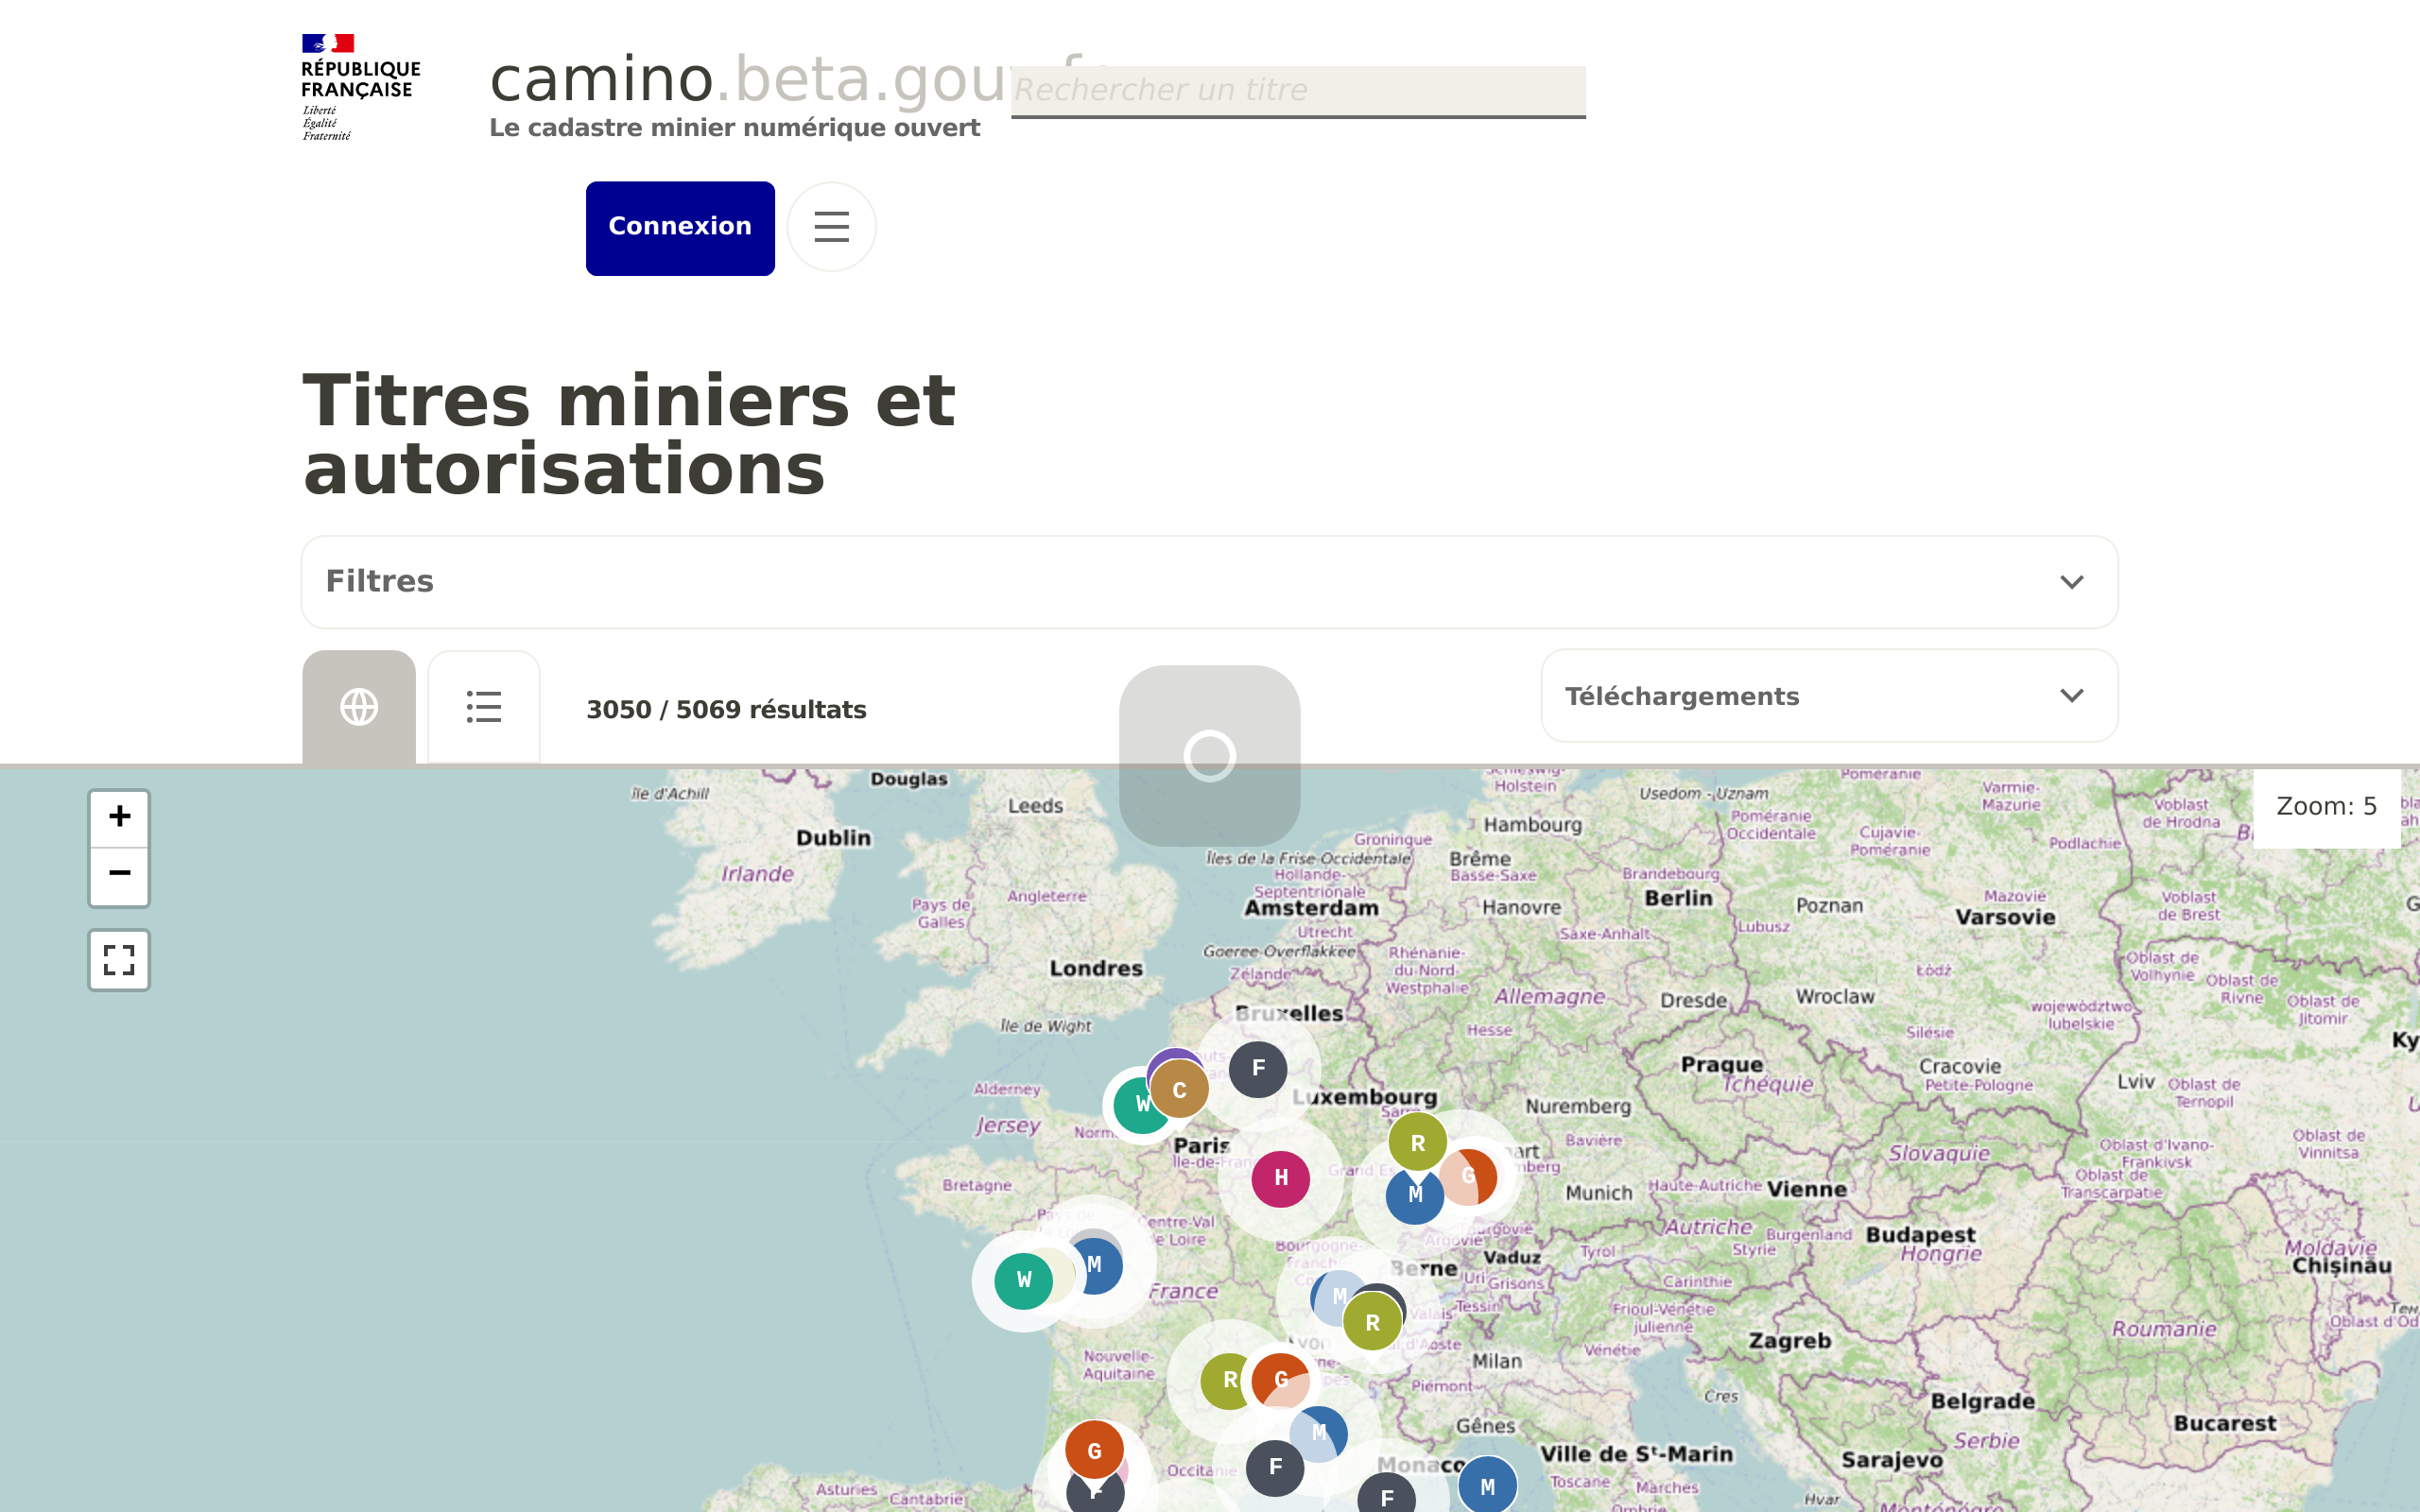 RÉPUBLIQUE
FRANÇAISE
Liberté
Égalité
Fraternité
camino.beta.gouv.fr
Le cadastre minier numérique ouvert
Rechercher un titre
Connexion
Titres miniers et
autorisations
Filtres
3050 / 5069 résultats
Téléchargements
+
−
Zoom: 5
Île d'Achill
Douglas
Leeds
Dublin
Irlande
Pays de
Galles
Angleterre
Londres
Île de Wight
Holstein
Hambourg
Usedom - Uznam
Poméranie
Poméranie
Occidentale
Varmie-
Mazurie
Cujavie-
Poméranie
Voblast
de Hrodna
Podlachie
Groningue
Îles de la Frise-Occidentale
Brême
Basse-Saxe
Hollande-
Septentrionale
Amsterdam
Utrecht
Hanovre
Brandebourg
Berlin
Poznan
Mazovie
Varsovie
Voblast
de Brest
Lubusz
Saxe-Anhalt
Goeree-Overflakkee
Zélande
Rhénanie-
du-Nord-
Westphalie
Allemagne
Dresde
Wroclaw
Łódź
Oblast de
Volhynie
Oblast de
Rivne
Oblast de
Jitomir
województwo
lubelskie
Bruxelles
Hesse
Silésie
Ky
Prague
Tchéquie
Cracovie
Petite-Pologne
Lviv
Oblast de
Ternopil
Alderney
Jersey
Luxembourg
Nuremberg
Paris
Bavière
Slovaquie
Oblast d'Ivano-
Frankivsk
Oblast de
Vinnitsa
Oblast de
Transcarpatie
Bretagne
Munich
Haute-Autriche
Vienne
Autriche
Burgenland
Styrie
Budapest
Hongrie
Moldavie
Chișinău
Centre-Val
de Loire
France
Berne
Vaduz
Tyrol
Uri
Grisons
Carinthie
Tessin
Frioul-Vénétie
julienne
Zagreb
Roumanie
Milan
Vénétie
Nouvelle-
Aquitaine
Piémont
Cres
Belgrade
Bucarest
Gênes
Ville de Sᵗ-Marin
Sarajevo
Serbie
Occitanie
Monaco
Toscane
Marches
Asturies
Cantabrie
Hvar
Monténégro
F
W
C
H
R
M
G
W
M
M
R
R
G
M
F
G
F
F
M